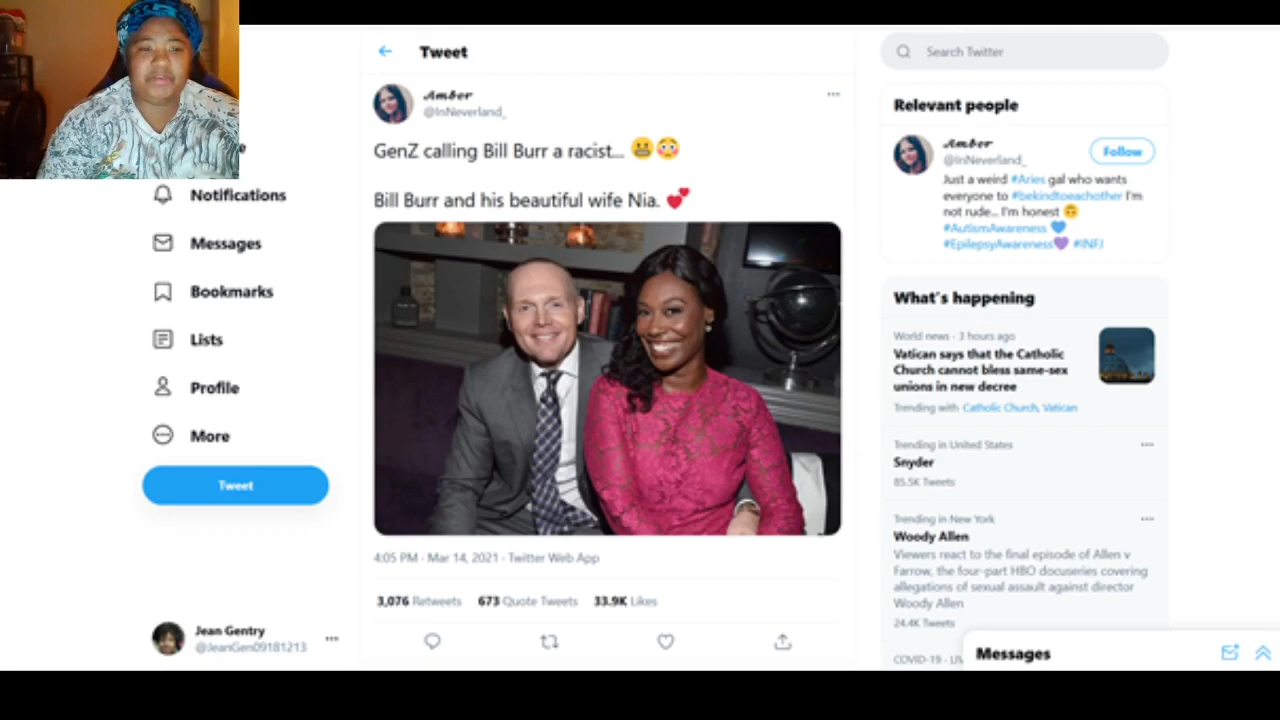 e
Notifications
Messages
Bookmarks
Lists
Profile
More
Tweet
Jean Gentry
@JeanGen09181213
Tweet
Amber
@InNeverland_
GenZ calling Bill Burr a racist... 😬😳
Bill Burr and his beautiful wife Nia. 💕
4:05 PM · Mar 14, 2021 · Twitter Web App
3,076 Retweets 673 Quote Tweets 33.9K Likes
Search Twitter
Relevant people
Amber
@InNeverland_
Follow
Just a weird #Aries gal who wants
everyone to #bekindtoeachother I'm
not rude... I'm honest 🙃
#AutismAwareness 💙
#EpilepsyAwareness💜 #INFJ
What's happening
World news · 3 hours ago
Vatican says that the Catholic
Church cannot bless same-sex
unions in new decree
Trending with Catholic Church, Vatican
Trending in United States
Snyder
85.5K Tweets
Trending in New York
Woody Allen
Viewers react to the final episode of Allen v
Farrow, the four-part HBO docuseries covering
allegations of sexual assault against director
Woody Allen
24.4K Tweets
COVID-19 ·
Messages